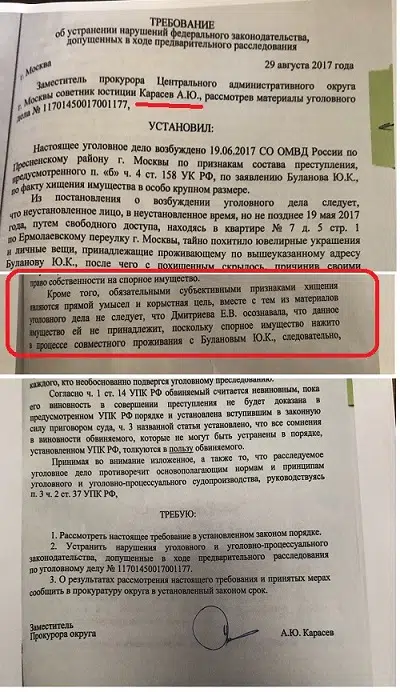 ТРЕБОВАНИЕ
об устранении нарушений федерального законодательства,
допущенных в ходе предварительного расследования
г. Москва 29 августа 2017 года
Заместитель прокурора Центрального административного округа
г. Москвы советник юстиции Карасев А.Ю., рассмотрев материалы уголовного
дела № 11701450017001177,
УСТАНОВИЛ:
Настоящее уголовное дело возбуждено 19.06.2017 СО ОМВД России по
Пресненскому району г. Москвы по признакам состава преступления,
предусмотренного п. «б» ч. 4 ст. 158 УК РФ, по заявлению Буланова Ю.К.,
по факту хищения имущества в особо крупном размере.
Из постановления о возбуждении уголовного дела следует,
что неустановленное лицо, в неустановленное время, но не позднее 19 мая 2017
года, путем свободного доступа, находясь в квартире № 7 д. 5 стр. 1
по Ермолаевскому переулку г. Москвы, тайно похитило ювелирные украшения
и личные вещи, принадлежащие проживающему по вышеуказанному адресу
Буланову Ю.К., после чего с похищенным скрылось, причинив своими
право собственности на спорное имущество.
Кроме того, обязательными субъективными признаками хищения
являются прямой умысел и корыстная цель, вместе с тем из материалов
уголовного дела не следует, что Дмитриева Е.В. осознавала, что данное
имущество ей не принадлежит, поскольку спорное имущество нажито
в процессе совместного проживания с Булановым Ю.К., следовательно,
каждого, кто необоснованно подвергся уголовному преследованию.
Согласно ч. 1 ст. 14 УПК РФ обвиняемый считается невиновным, пока
его виновность в совершении преступления не будет доказана в
предусмотренном УПК РФ порядке и установлена вступившим в законную
силу приговором суда, ч. 3 названной статьи установлено, что все сомнения
в виновности обвиняемого, которые не могут быть устранены в порядке,
установленном УПК РФ, толкуются в пользу обвиняемого.
Принимая во внимание изложенное, а также то, что расследуемое
уголовное дело противоречит основополагающим нормам и принципам
уголовного и уголовно-процессуального судопроизводства, руководствуясь
п. 3 ч. 2 ст. 37 УПК РФ,
ТРЕБУЮ:
1. Рассмотреть настоящее требование в установленном законом порядке.
2. Устранить нарушения уголовного и уголовно-процессуального
законодательства, допущенные в ходе предварительного расследования
по уголовному делу № 11701450017001177.
3. О результатах рассмотрения настоящего требования и принятых мерах
сообщить в прокуратуру округа в установленный законом срок.
Заместитель
Прокурора округа А.Ю. Карасев